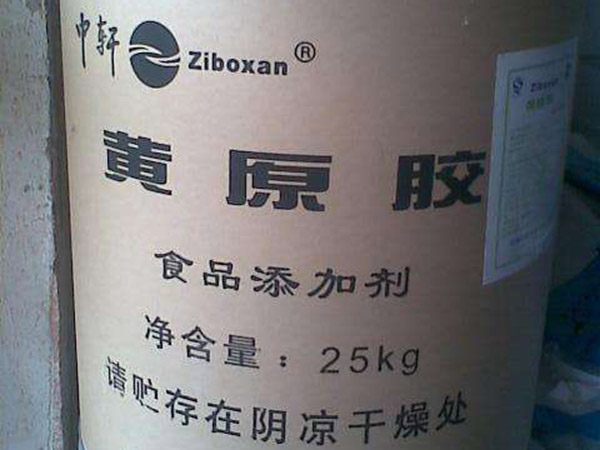 中轩 Ziboxan®
黄原胶
食品添加剂
净含量：25kg
请贮存在阴凉干燥处
Ziboxan